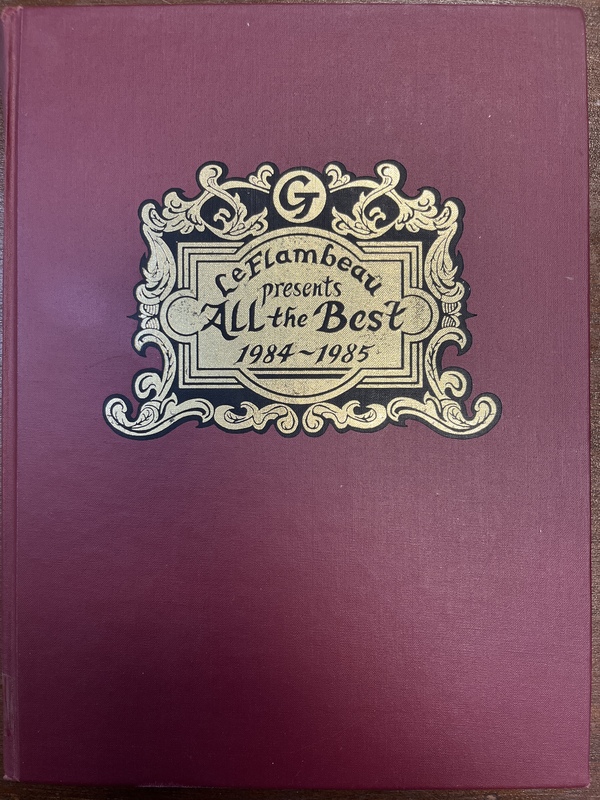 G
LeFlambeau
presents
ALL the Best
1984~1985